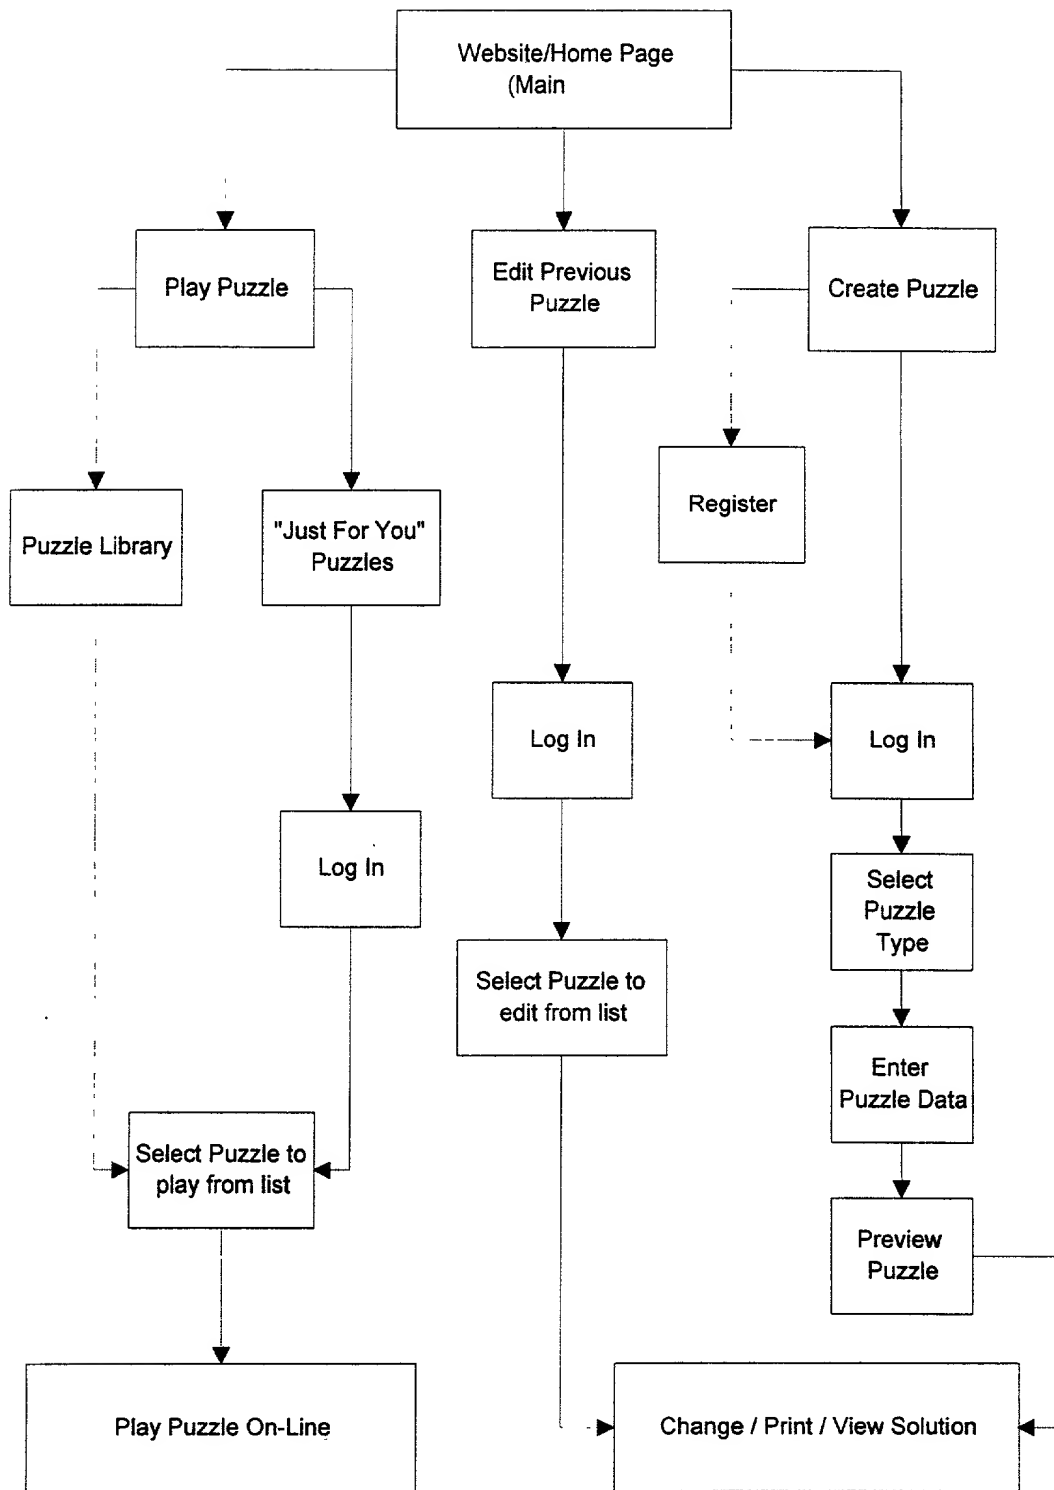 Website/Home Page
(Main
Play Puzzle
Edit Previous
Puzzle
Create Puzzle
Register
Puzzle Library
"Just For You"
Puzzles
Log In
Log In
Log In
Select
Puzzle
Type
Select Puzzle to
edit from list
Enter
Puzzle Data
Select Puzzle to
play from list
Preview
Puzzle
Play Puzzle On-Line
Change / Print / View Solution